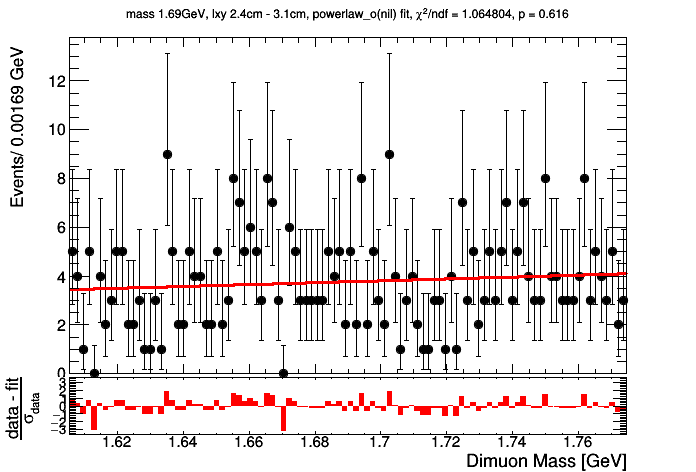 mass 1.69GeV, lxy 2.4cm - 3.1cm, powerlaw_o(nil) fit, χ²/ndf = 1.064804, p = 0.616
Events/ 0.00169 GeV
12
10
8
6
4
2
0
data - fit
σdata
3
2
1
0
−1
−2
−3
1.62 1.64 1.66 1.68 1.7 1.72 1.74 1.76
Dimuon Mass [GeV]